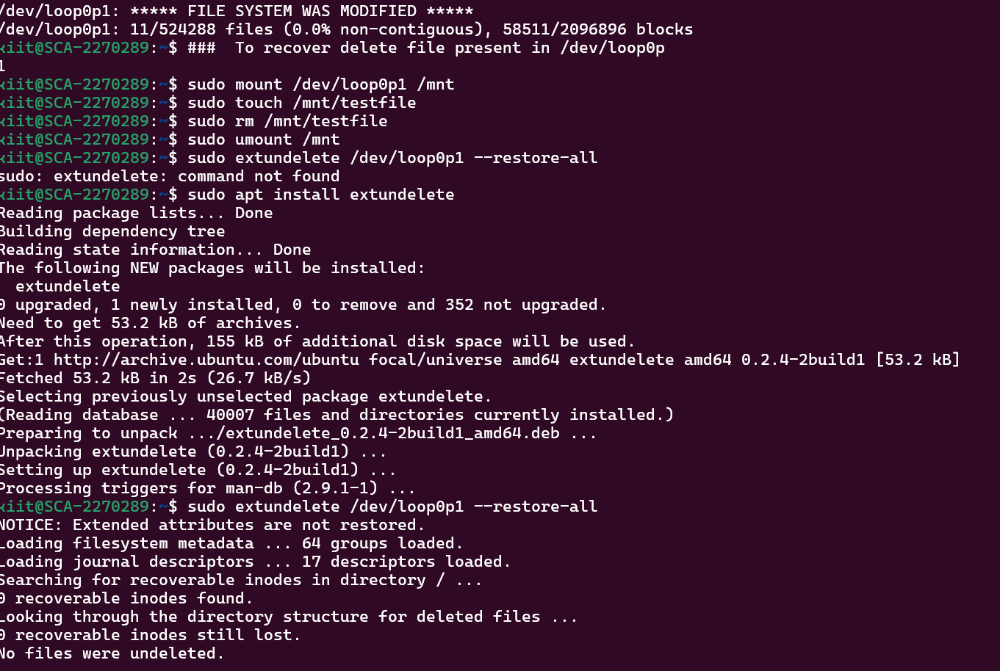 /dev/loop0p1: ***** FILE SYSTEM WAS MODIFIED *****
/dev/loop0p1: 11/524288 files (0.0% non-contiguous), 58511/2096896 blocks
kiit@SCA-2270289:~$ ###  To recover delete file present in /dev/loop0p
1
kiit@SCA-2270289:~$ sudo mount /dev/loop0p1 /mnt
kiit@SCA-2270289:~$ sudo touch /mnt/testfile
kiit@SCA-2270289:~$ sudo rm /mnt/testfile
kiit@SCA-2270289:~$ sudo umount /mnt
kiit@SCA-2270289:~$ sudo extundelete /dev/loop0p1 --restore-all
sudo: extundelete: command not found
kiit@SCA-2270289:~$ sudo apt install extundelete
Reading package lists... Done
Building dependency tree
Reading state information... Done
The following NEW packages will be installed:
  extundelete
0 upgraded, 1 newly installed, 0 to remove and 352 not upgraded.
Need to get 53.2 kB of archives.
After this operation, 155 kB of additional disk space will be used.
Get:1 http://archive.ubuntu.com/ubuntu focal/universe amd64 extundelete amd64 0.2.4-2build1 [53.2 kB]
Fetched 53.2 kB in 2s (26.7 kB/s)
Selecting previously unselected package extundelete.
(Reading database ... 40007 files and directories currently installed.)
Preparing to unpack .../extundelete_0.2.4-2build1_amd64.deb ...
Unpacking extundelete (0.2.4-2build1) ...
Setting up extundelete (0.2.4-2build1) ...
Processing triggers for man-db (2.9.1-1) ...
kiit@SCA-2270289:~$ sudo extundelete /dev/loop0p1 --restore-all
NOTICE: Extended attributes are not restored.
Loading filesystem metadata ... 64 groups loaded.
Loading journal descriptors ... 17 descriptors loaded.
Searching for recoverable inodes in directory / ...
0 recoverable inodes found.
Looking through the directory structure for deleted files ...
0 recoverable inodes still lost.
No files were undeleted.